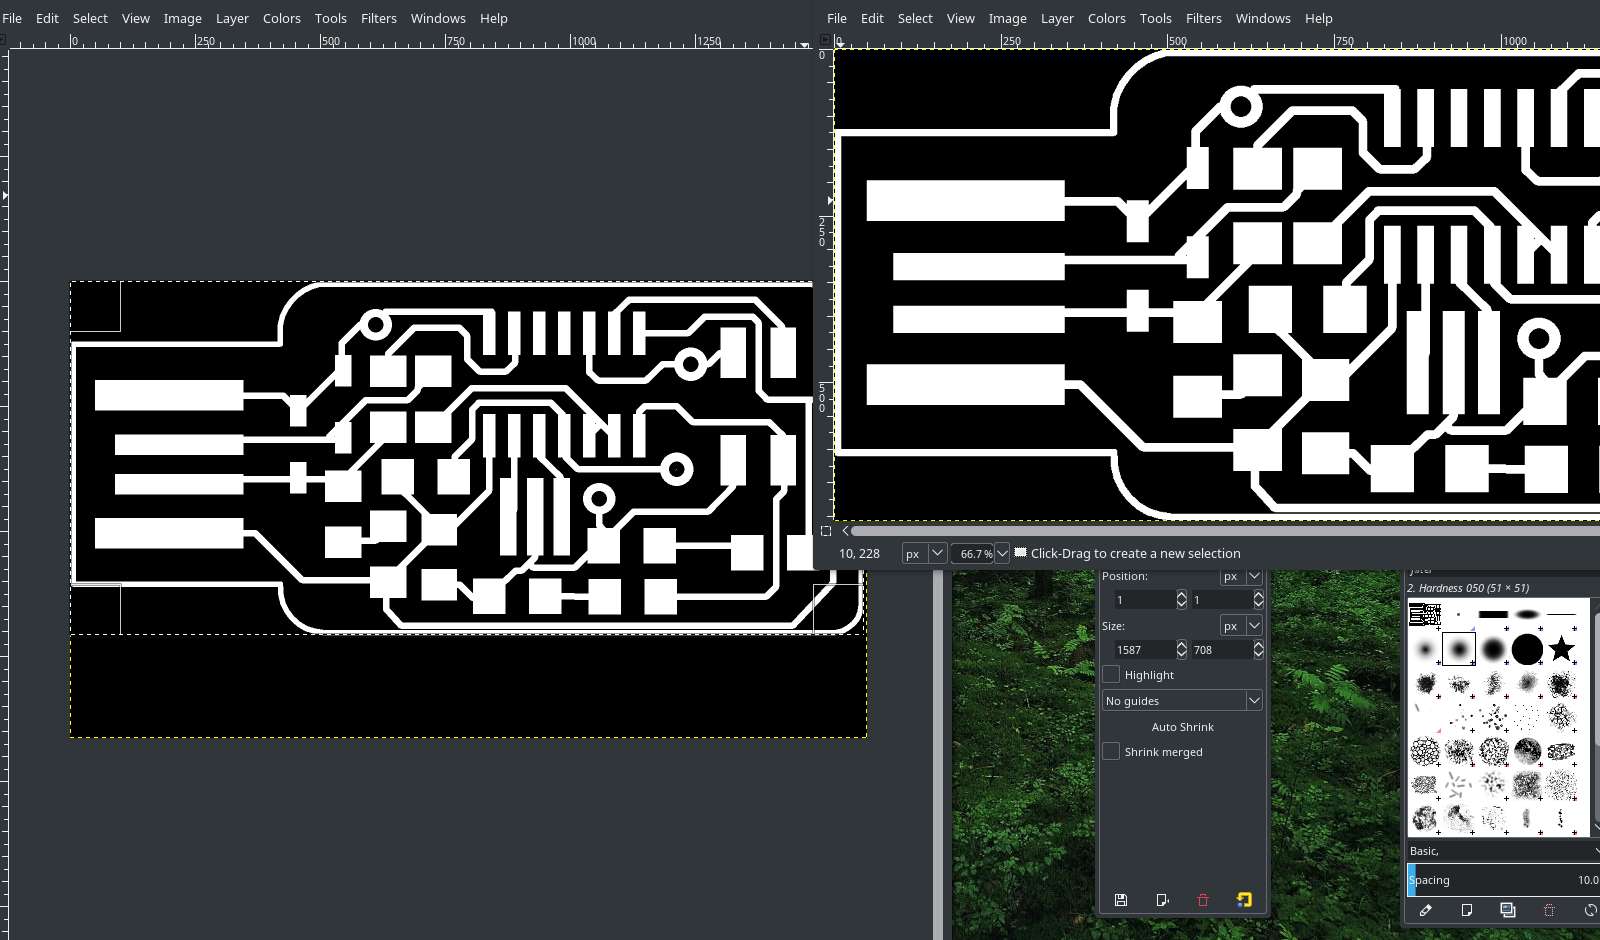 File Edit Select View Image Layer Colors Tools Filters Windows Help
0 250 500 750 1000 1250
File Edit Select View Image Layer Colors Tools Filters Windows Help
0 250 500 750 1000
0
250
500
10, 228 px 66.7 % Click-Drag to create a new selection
Position: px
1 1
Size: px
1587 708
Highlight
No guides
Auto Shrink
Shrink merged
2. Hardness 050 (51 × 51)
Basic,
Spacing 10.0